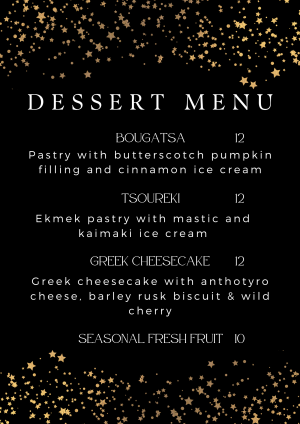 DESSERT MENU
BOUGATSA 12
Pastry with butterscotch pumpkin
filling and cinnamon ice cream
TSOUREKI 12
Ekmek pastry with mastic and
kaimaki ice cream
GREEK CHEESECAKE 12
Greek cheesecake with anthotyro
cheese, barley rusk biscuit & wild
cherry
SEASONAL FRESH FRUIT 10